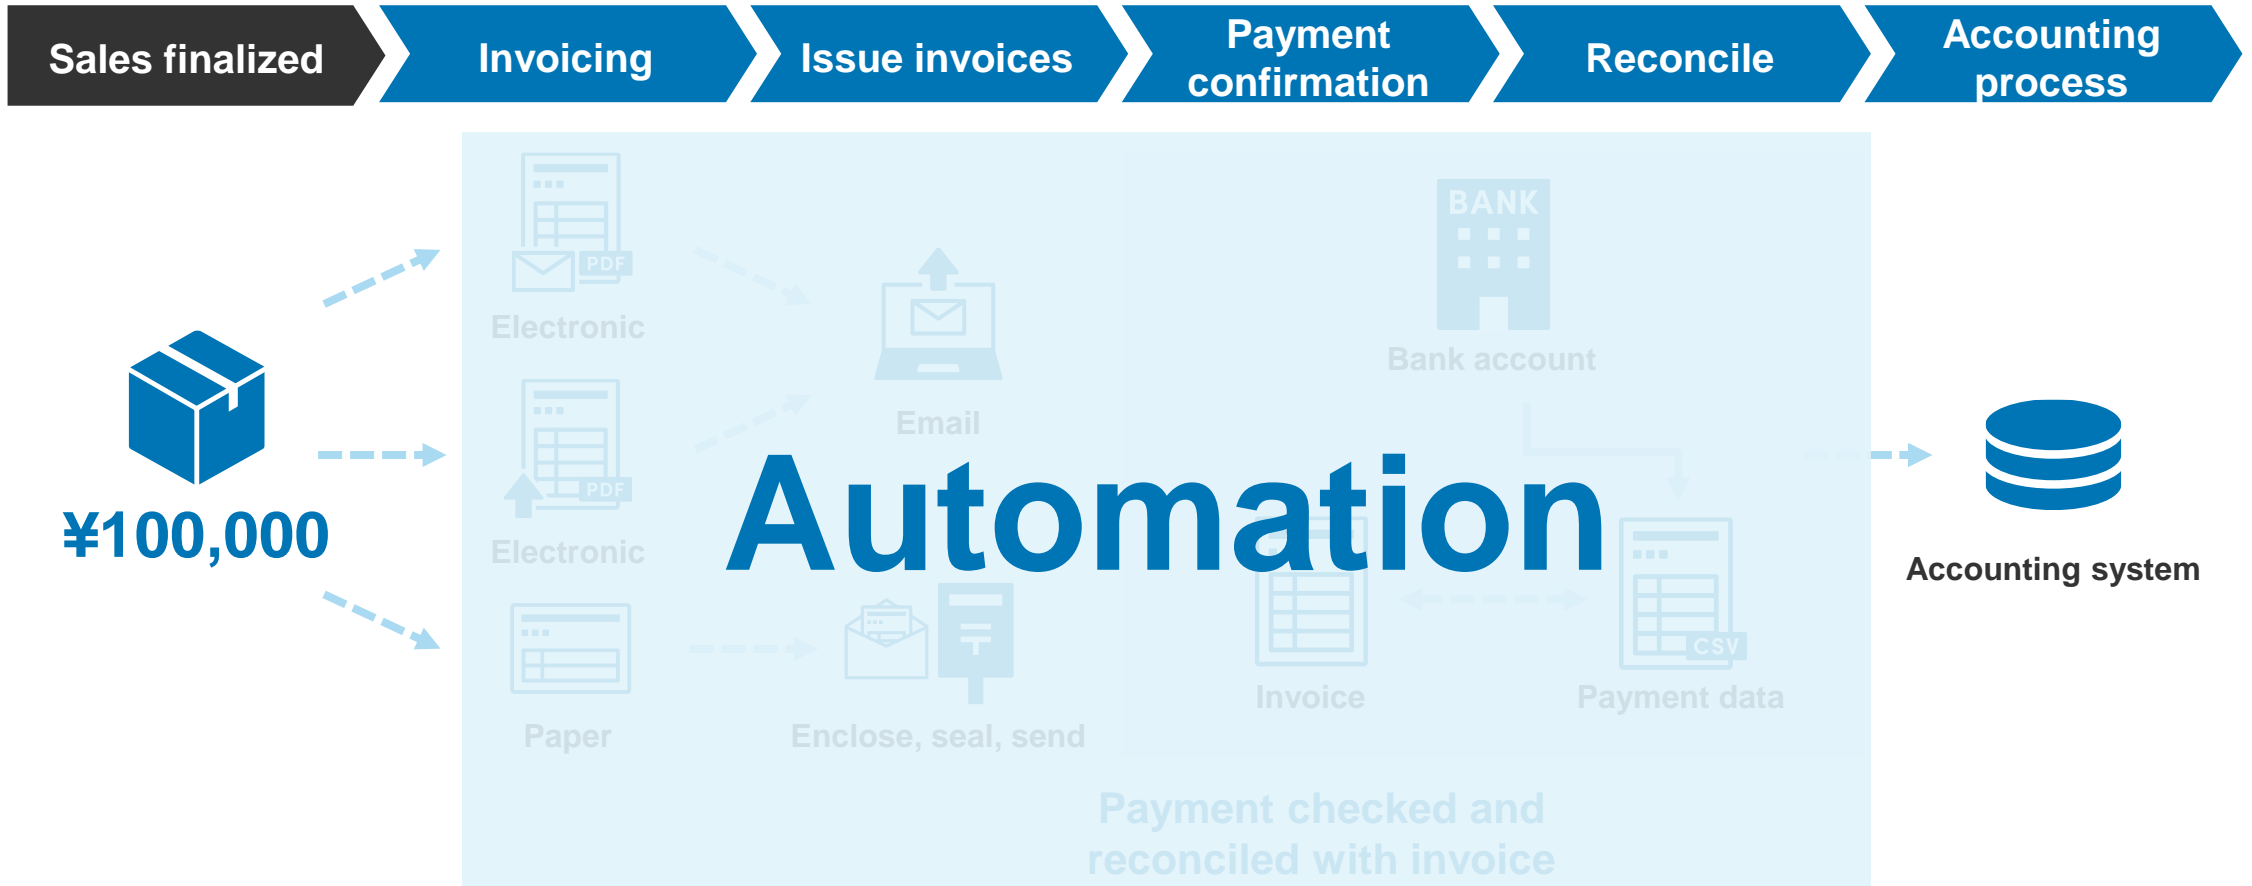 Sales finalized
Invoicing
Issue invoices
Payment
confirmation
Reconcile
Accounting
process
PDF
Electronic
PDF
Electronic
Paper
Email
Enclose, seal, send
BANK
Bank account
Invoice
CSV
Payment data
Payment checked and
reconciled with invoice
Automation
¥100,000
Accounting system